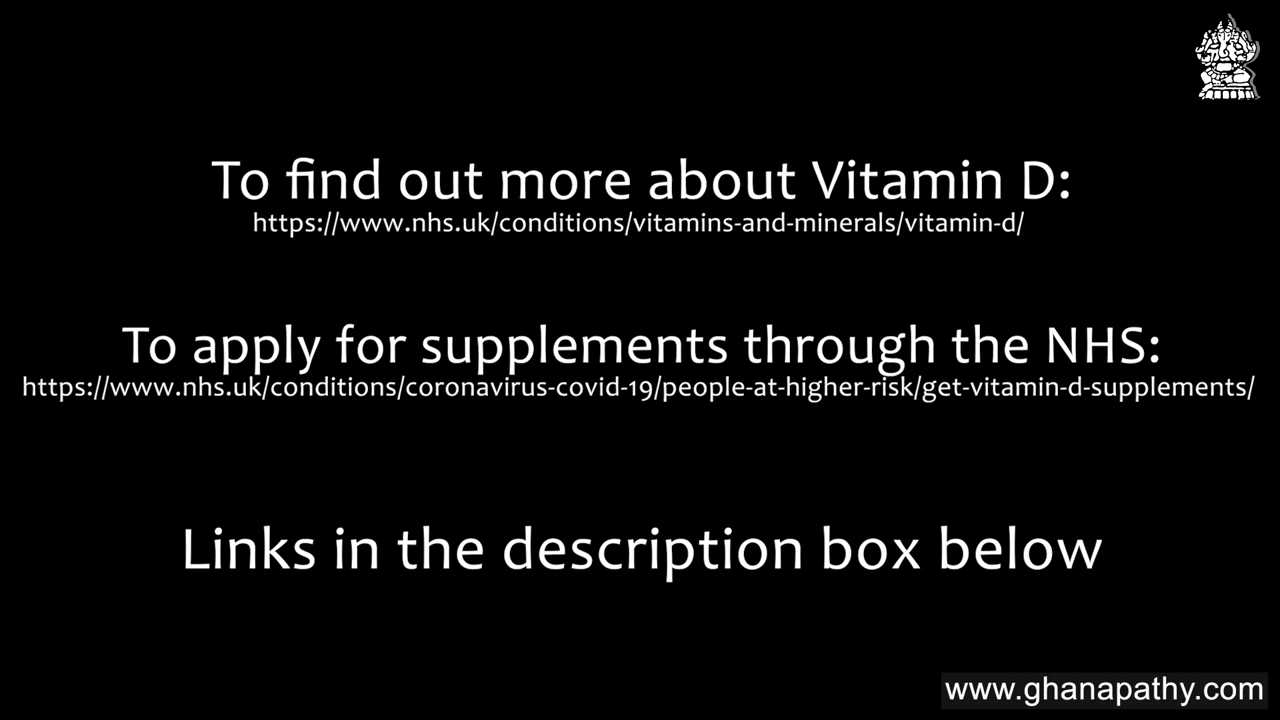 To find out more about Vitamin D:
https://www.nhs.uk/conditions/vitamins-and-minerals/vitamin-d/
To apply for supplements through the NHS:
https://www.nhs.uk/conditions/coronavirus-covid-19/people-at-higher-risk/get-vitamin-d-supplements/
Links in the description box below
www.ghanapathy.com